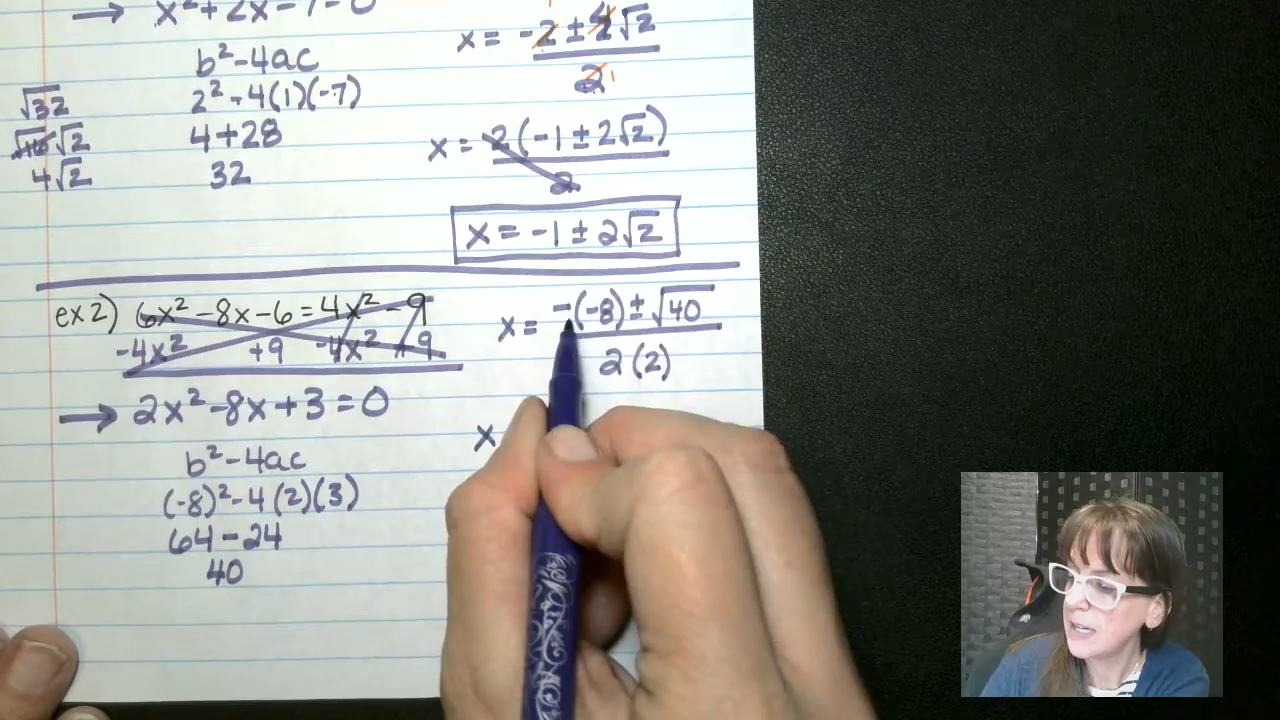 → x²+2x-7=0
b²-4ac
2²-4(1)(-7)
4+28
32
√32
√16√2
4√2
x = -2 ± 4√2
2
x = 2(-1 ± 2√2)
2
x = -1 ± 2√2
ex 2) 6x²-8x-6=4x²-9
-4x² +9 -4x² +9
→ 2x²-8x+3=0
b²-4ac
(-8)²-4(2)(3)
64-24
40
x = -(-8) ± √40
2(2)
x